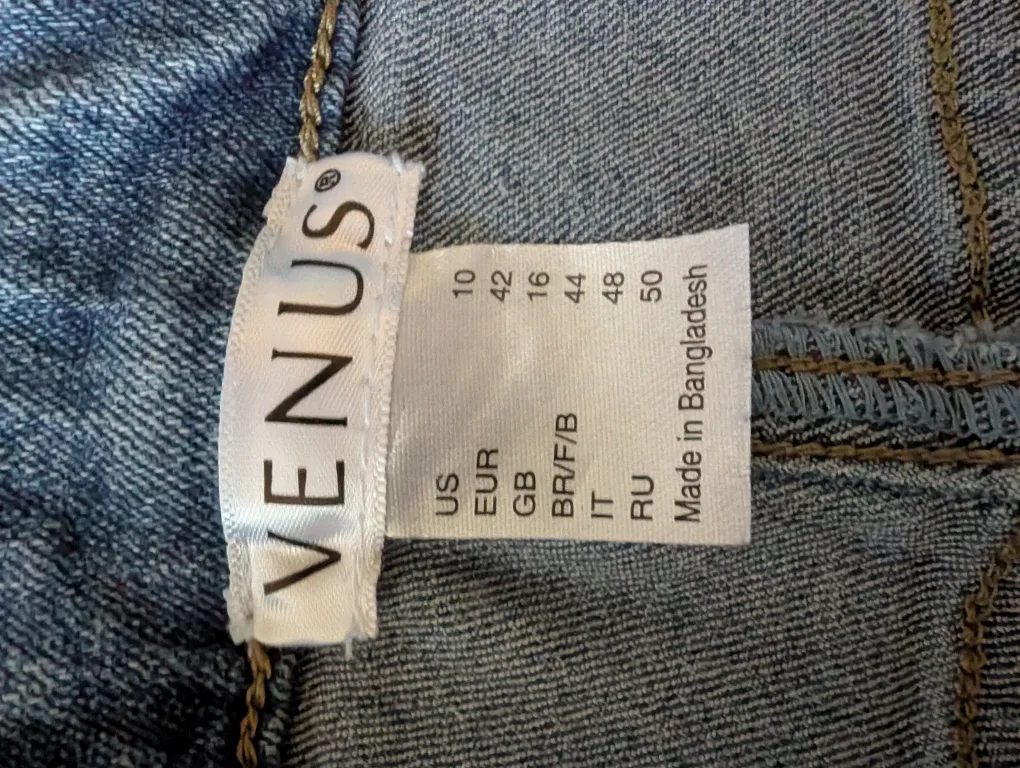 VENUS®
US 10
EUR 42
GB 16
BR/F/B 44
IT 48
RU 50
Made in Bangladesh